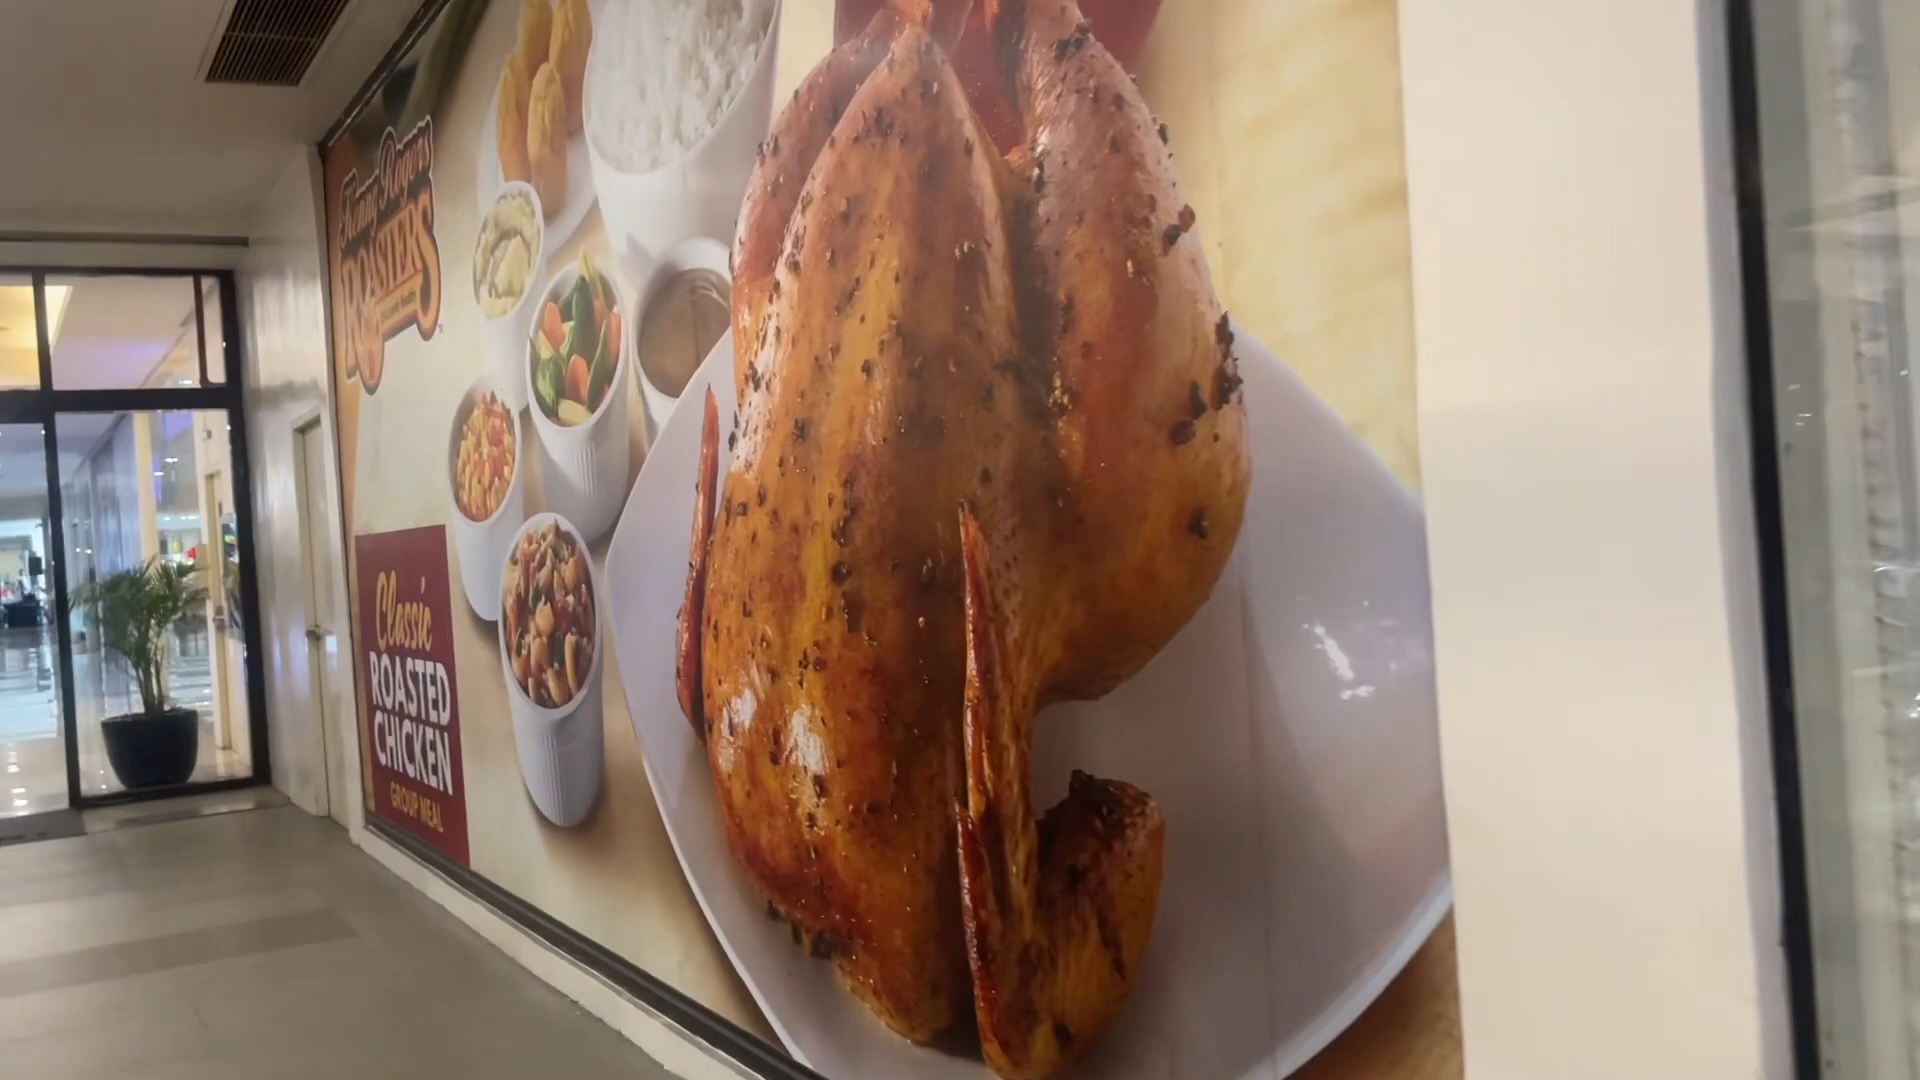 Kenny Rogers
ROASTERS
Classic
ROASTED
CHICKEN
GROUP MEAL